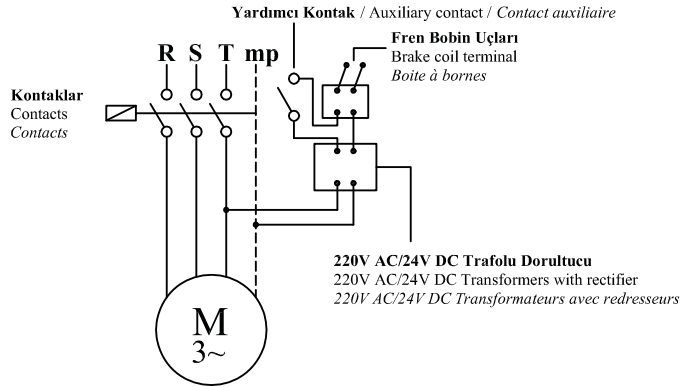 Yardımcı Kontak / Auxiliary contact / Contact auxiliaire
Fren Bobin Uçları
Brake coil terminal
Boite à bornes
R S T mp
Kontaklar
Contacts
Contacts
220V AC/24V DC Trafolu Dorultucu
220V AC/24V DC Transformers with rectifier
220V AC/24V DC Transformateurs avec redresseurs
M
3~